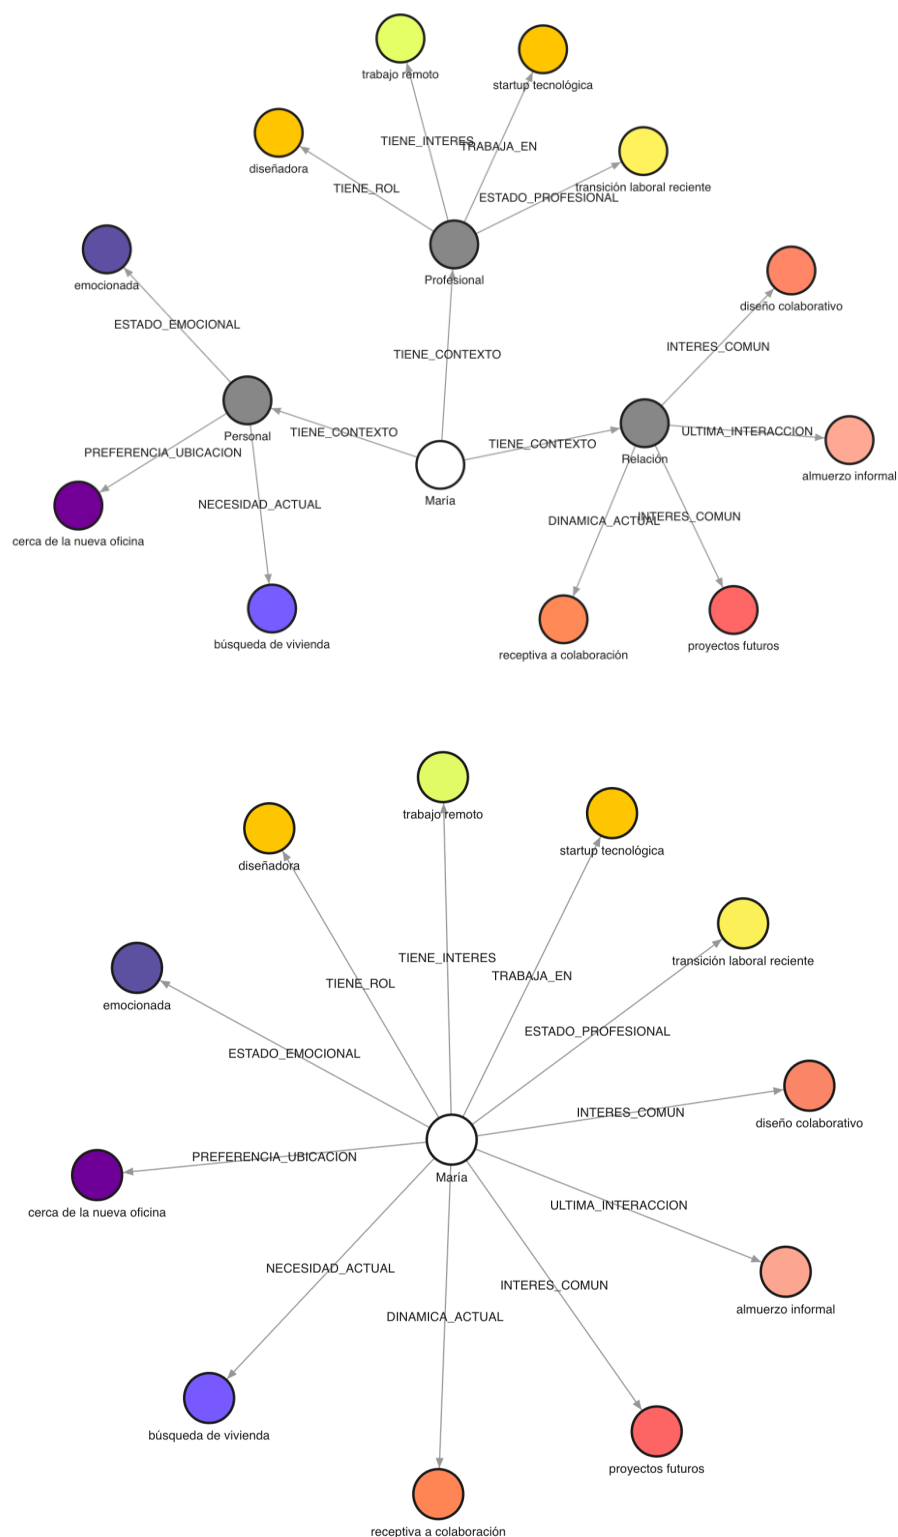 trabajo remoto
startup tecnológica
TIENE_INTERES
TRABAJA_EN
diseñadora
transición laboral reciente
TIENE_ROL
ESTADO_PROFESIONAL
emocionada
Profesional
diseño colaborativo
ESTADO_EMOCIONAL
INTERES_COMUN
TIENE_CONTEXTO
Personal
TIENE_CONTEXTO
TIENE_CONTEXTO
ULTIMA_INTERACCION
PREFERENCIA_UBICACION
Relación
almuerzo informal
María
NECESIDAD_ACTUAL
DINAMICA_ACTUAL
INTERES_COMUN
cerca de la nueva oficina
búsqueda de vivienda
receptiva a colaboración
proyectos futuros
trabajo remoto
startup tecnológica
diseñadora
TIENE_INTERES
transición laboral reciente
TRABAJA_EN
TIENE_ROL
emocionada
ESTADO_PROFESIONAL
ESTADO_EMOCIONAL
INTERES_COMUN
diseño colaborativo
PREFERENCIA_UBICACION
María
cerca de la nueva oficina
ULTIMA_INTERACCION
NECESIDAD_ACTUAL
INTERES_COMUN
almuerzo informal
DINAMICA_ACTUAL
búsqueda de vivienda
proyectos futuros
receptiva a colaboración